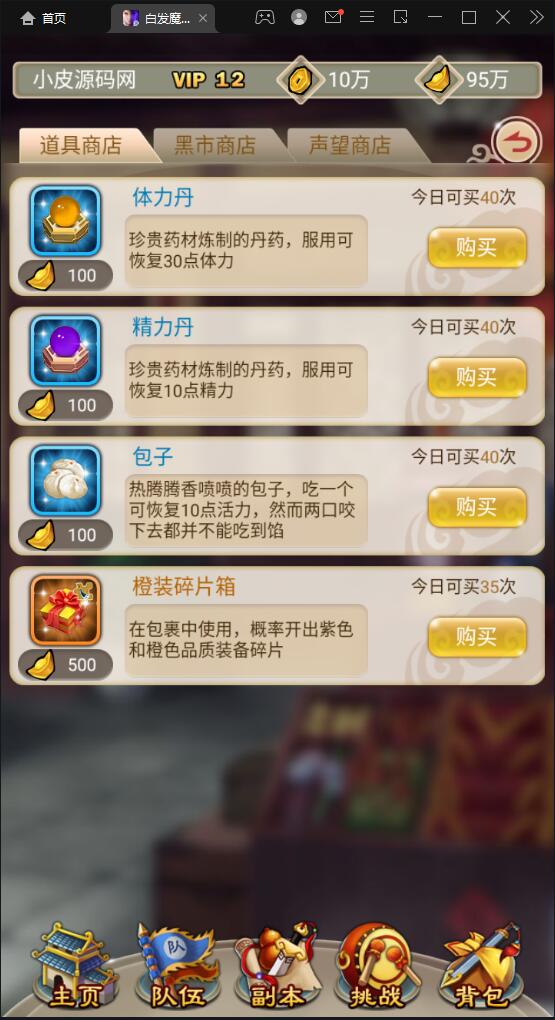 首页
白发魔...
小皮源码网
VIP 12
10万
95万
道具商店
黑市商店
声望商店
体力丹
今日可买40次
珍贵药材炼制的丹药，服用可
恢复30点体力
购买
100
精力丹
今日可买40次
珍贵药材炼制的丹药，服用可
恢复10点精力
购买
100
包子
今日可买40次
热腾腾香喷喷的包子，吃一个
可恢复10点活力，然而两口咬
下去都并不能吃到馅
购买
100
橙装碎片箱
今日可买35次
在包裹中使用，概率开出紫色
和橙色品质装备碎片
购买
500
队
主页
队伍
副本
挑战
背包